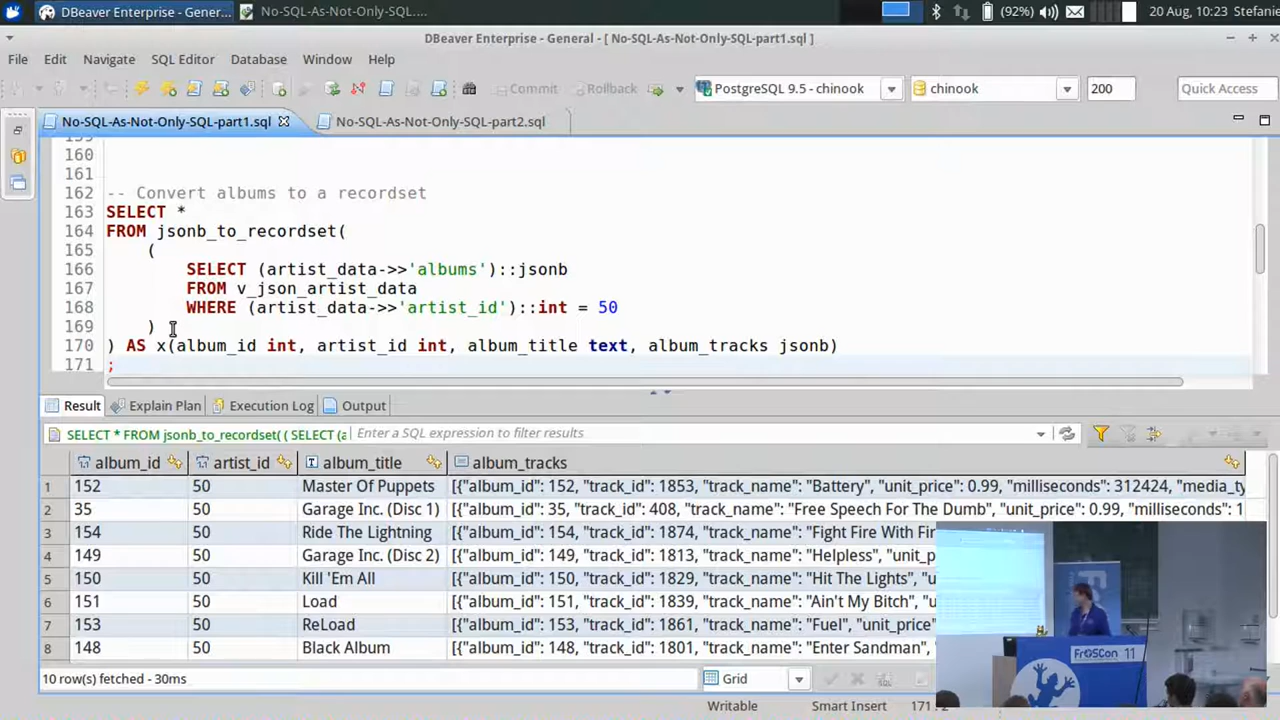 DBeaver Enterprise - Gener...
No-SQL-As-Not-Only-SQL....
(92%)
20 Aug, 10:23 Stefanie
DBeaver Enterprise - General - [ No-SQL-As-Not-Only-SQL-part1.sql ]
File Edit Navigate SQL Editor Database Window Help
Commit Rollback PostgreSQL 9.5 - chinook chinook 200 Quick Access
No-SQL-As-Not-Only-SQL-part1.sql No-SQL-As-Not-Only-SQL-part2.sql
160
161
162 -- Convert albums to a recordset
163 SELECT *
164 FROM jsonb_to_recordset(
165 (
166 SELECT (artist_data->>'albums')::jsonb
167 FROM v_json_artist_data
168 WHERE (artist_data->>'artist_id')::int = 50
169 )
170 ) AS x(album_id int, artist_id int, album_title text, album_tracks jsonb)
171 ;
Result Explain Plan Execution Log Output
SELECT * FROM jsonb_to_recordset( ( SELECT (a Enter a SQL expression to filter results
album_id artist_id album_title album_tracks
1 152 50 Master Of Puppets [{"album_id": 152, "track_id": 1853, "track_name": "Battery", "unit_price": 0.99, "milliseconds": 312424, "media_ty
2 35 50 Garage Inc. (Disc 1) [{"album_id": 35, "track_id": 408, "track_name": "Free Speech For The Dumb", "unit_price": 0.99, "milliseconds": 1
3 154 50 Ride The Lightning [{"album_id": 154, "track_id": 1874, "track_name": "Fight Fire With Fir
4 149 50 Garage Inc. (Disc 2) [{"album_id": 149, "track_id": 1813, "track_name": "Helpless", "unit_p
5 150 50 Kill 'Em All [{"album_id": 150, "track_id": 1829, "track_name": "Hit The Lights", "u
6 151 50 Load [{"album_id": 151, "track_id": 1839, "track_name": "Ain't My Bitch", "u
7 153 50 ReLoad [{"album_id": 153, "track_id": 1861, "track_name": "Fuel", "unit_price"
8 148 50 Black Album [{"album_id": 148, "track_id": 1801, "track_name": "Enter Sandman",
FrOSCon 11
10 row(s) fetched - 30ms
Grid
Writable Smart Insert 171 : 2